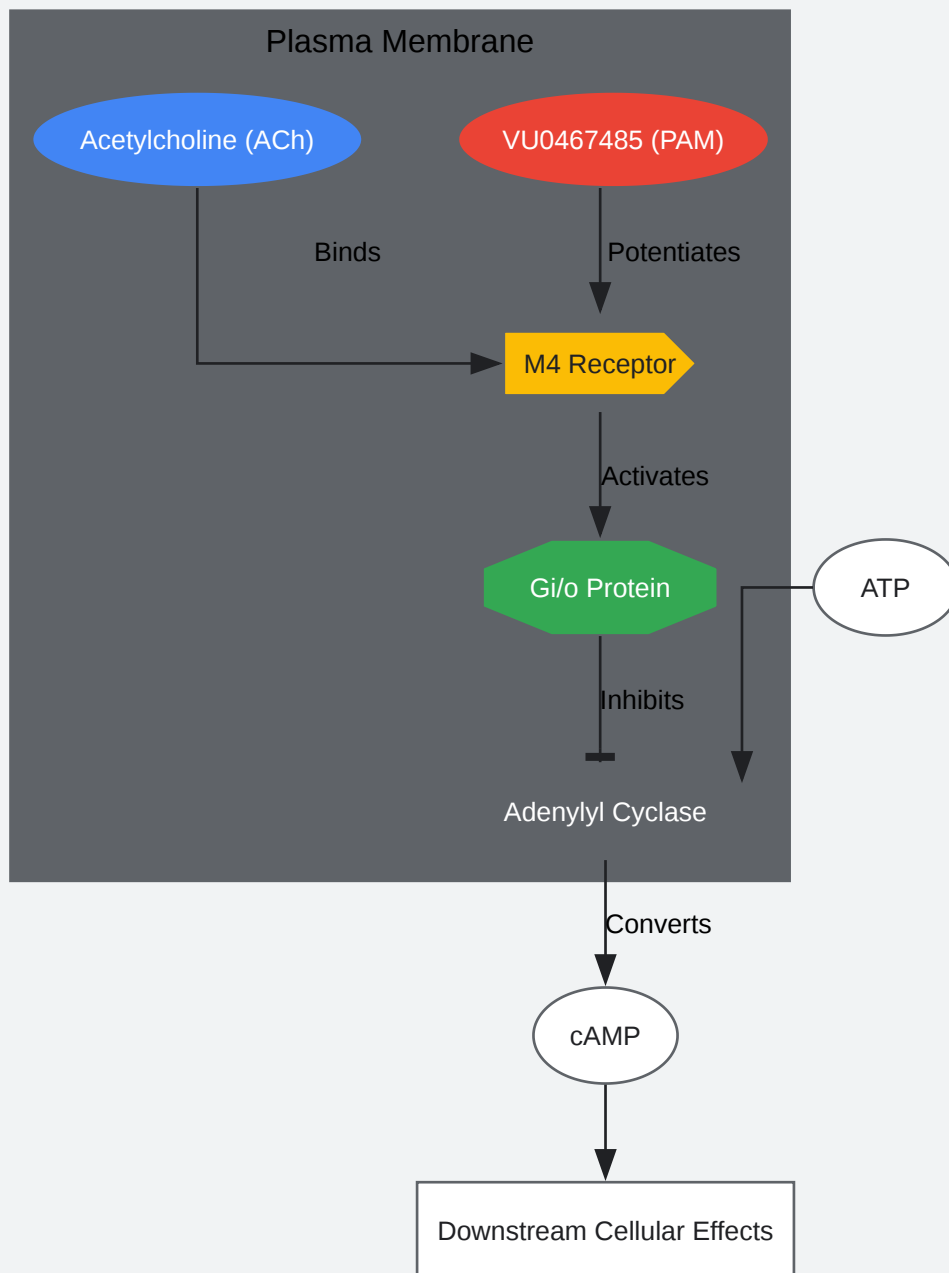 Plasma Membrane
Acetylcholine (ACh)
VU0467485 (PAM)
Binds
Potentiates
M4 Receptor
Activates
Gi/o Protein
ATP
Inhibits
Adenylyl Cyclase
Converts
cAMP
Downstream Cellular Effects